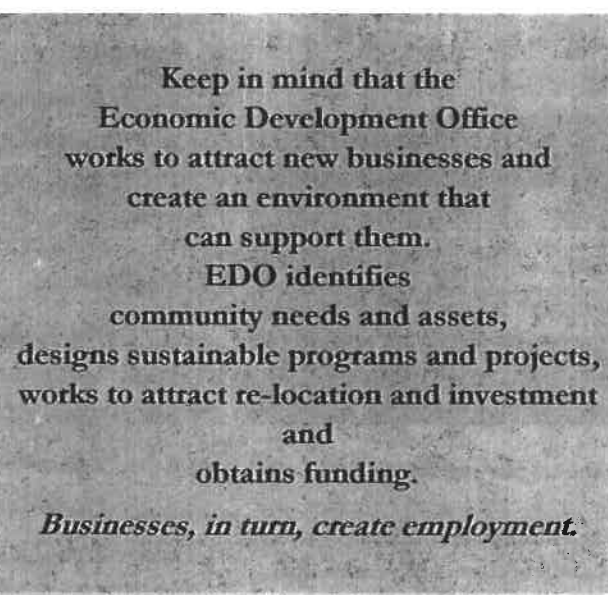 Keep in mind that the
Economic Development Office
works to attract new businesses and
create an environment that
can support them.
EDO identifies
community needs and assets,
designs sustainable programs and projects,
works to attract re-location and investment
and
obtains funding.
Businesses, in turn, create employment.